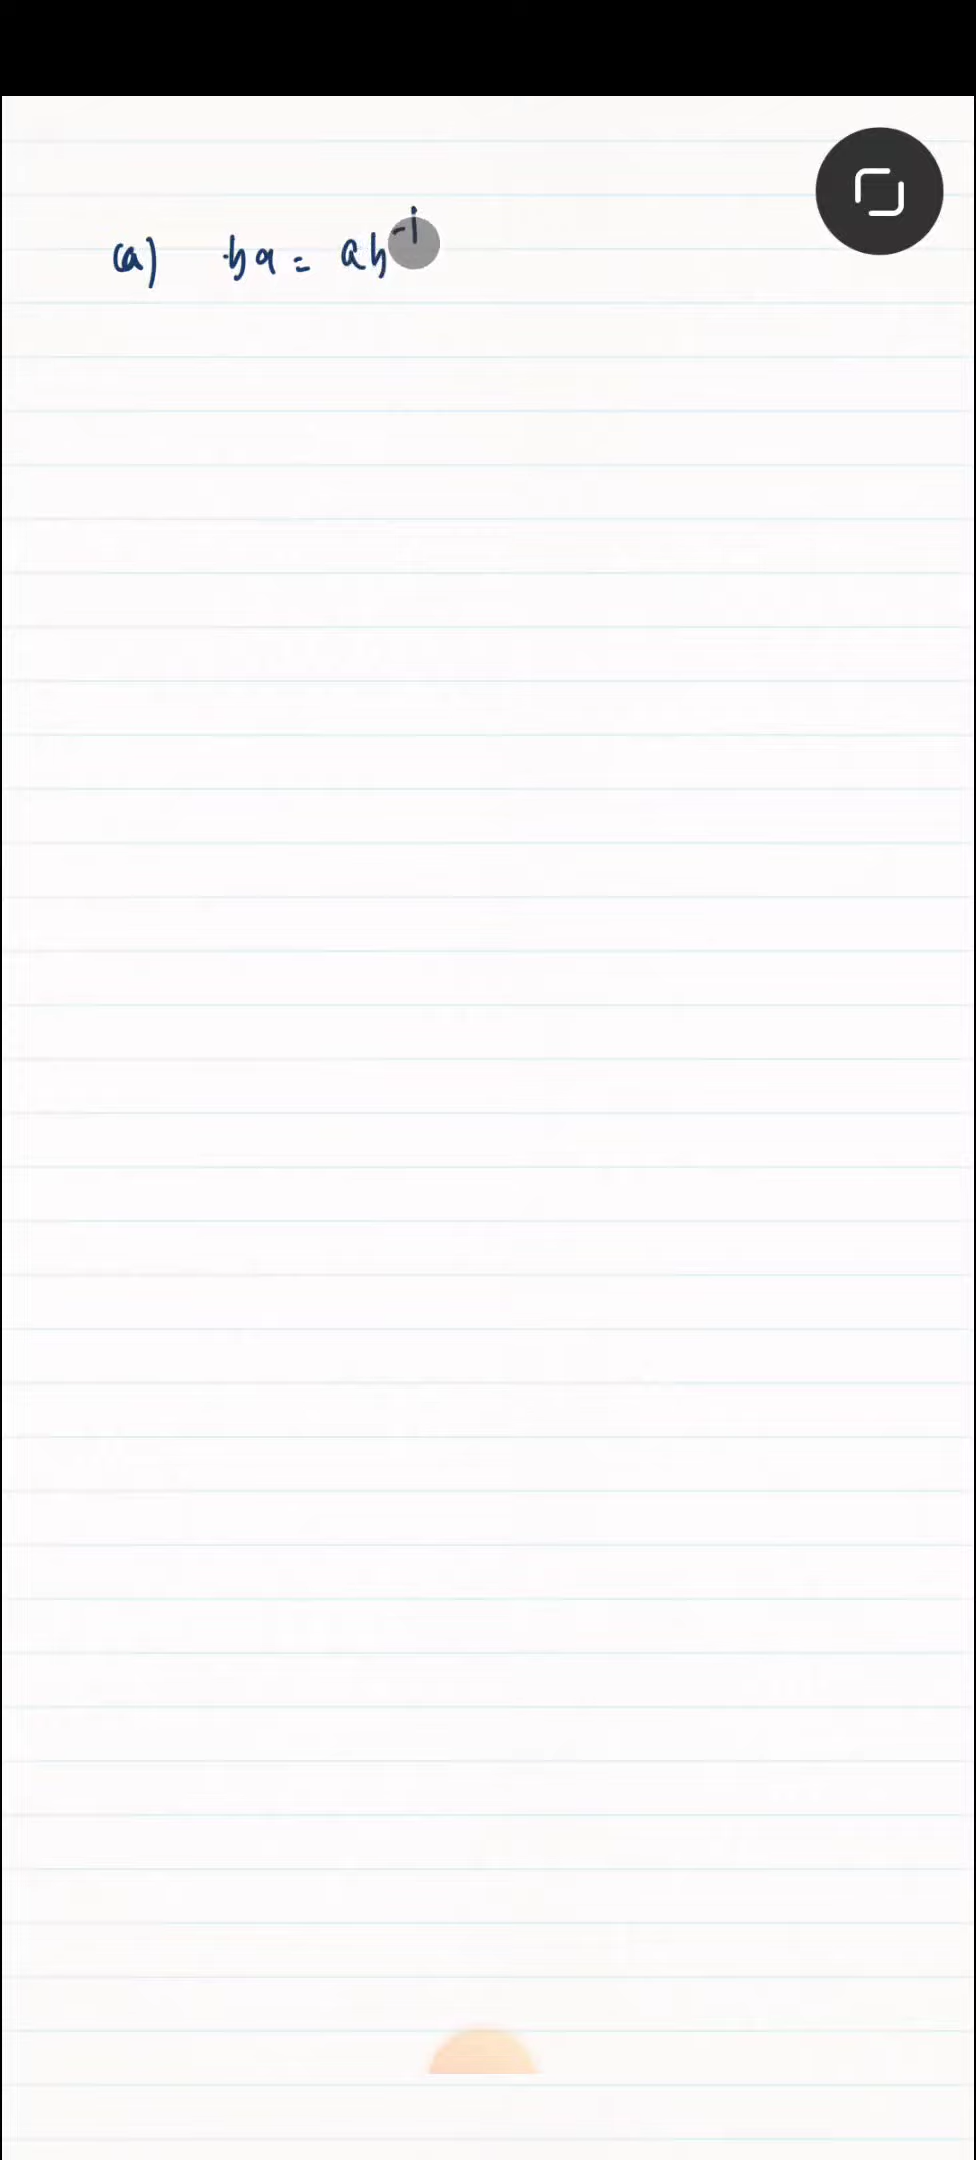 (a) ba = ab⁻¹